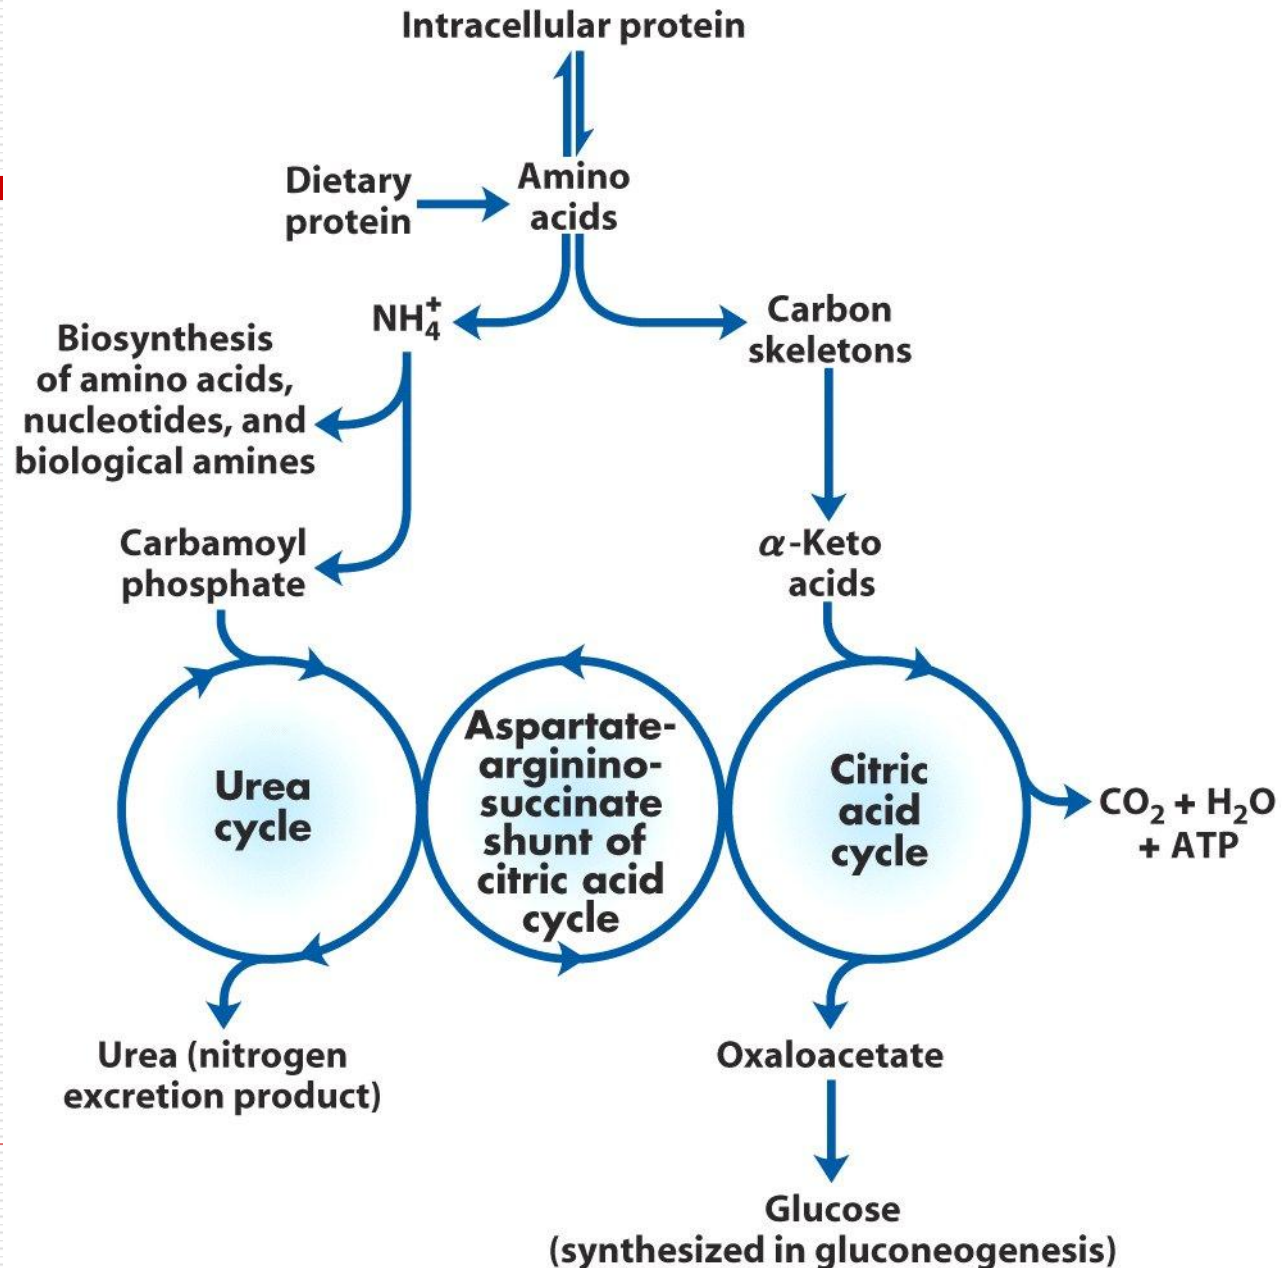 Intracellular protein
Dietary
protein
Amino
acids
NH₄⁺
Carbon
skeletons
Biosynthesis
of amino acids,
nucleotides, and
biological amines
Carbamoyl
phosphate
α-Keto
acids
Urea
cycle
Aspartate-
arginino-
succinate
shunt of
citric acid
cycle
Citric
acid
cycle
CO₂ + H₂O
+ ATP
Urea (nitrogen
excretion product)
Oxaloacetate
Glucose
(synthesized in gluconeogenesis)